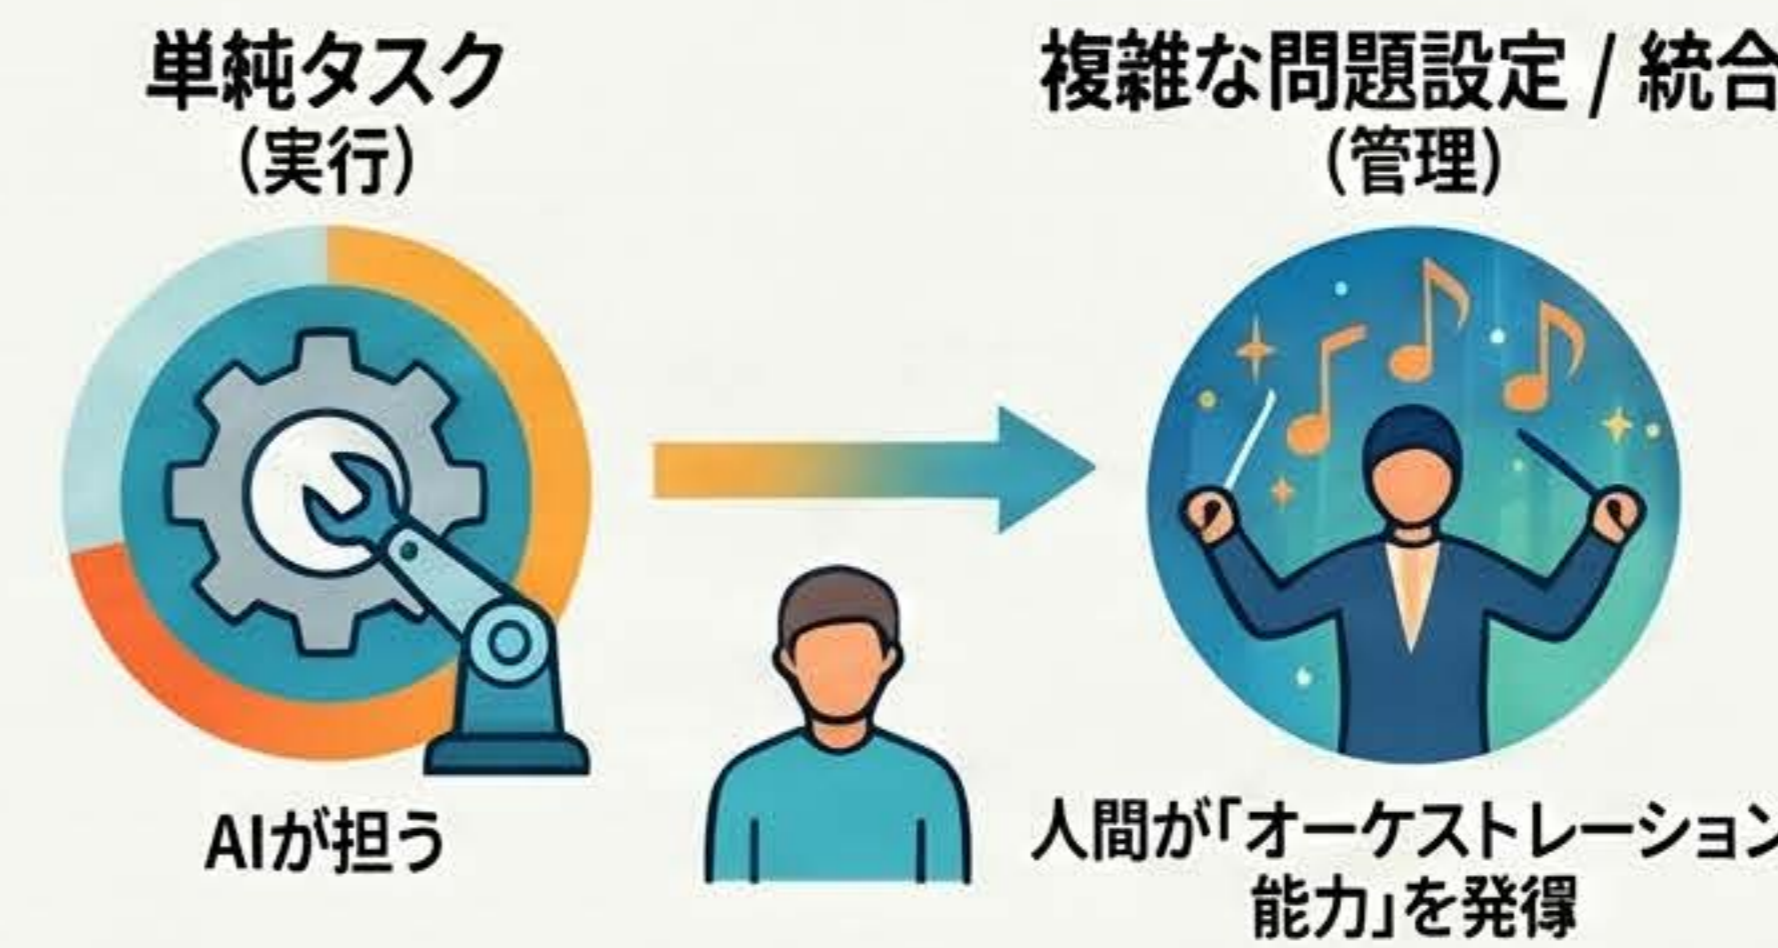 単純タスク
(実行)
複雑な問題設定 / 統合
(管理)
AIが担う
人間が「オーケストレーション
能力」を発